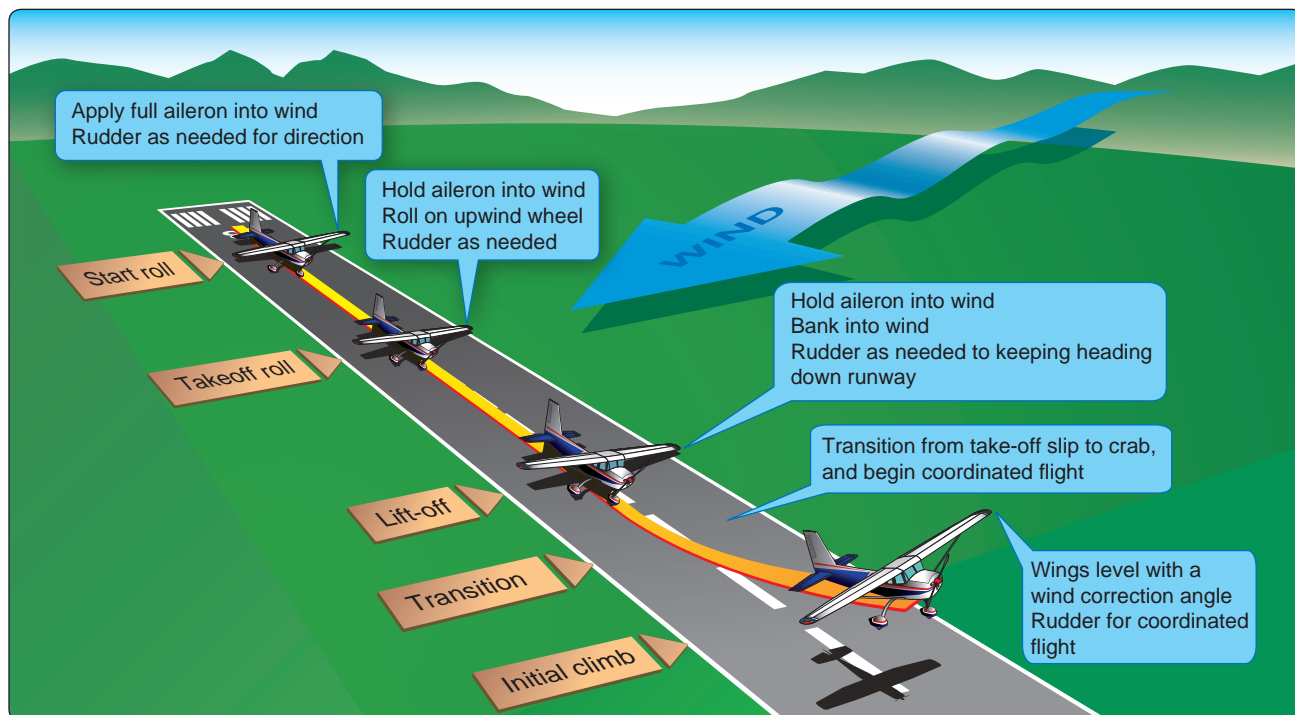 Apply full aileron into wind
Rudder as needed for direction
Hold aileron into wind
Roll on upwind wheel
Rudder as needed
WIND
Start roll
Hold aileron into wind
Bank into wind
Rudder as needed to keeping heading
down runway
Takeoff roll
Transition from take-off slip to crab,
and begin coordinated flight
Lift-off
Wings level with a
wind correction angle
Rudder for coordinated
flight
Transition
Initial climb